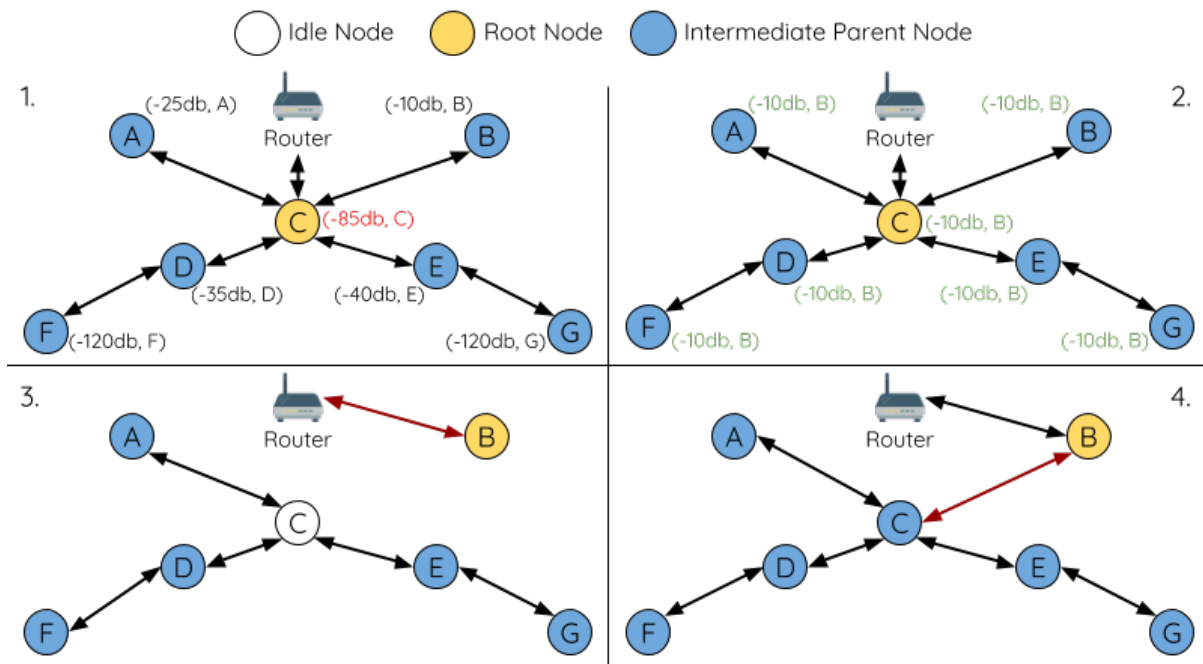 Idle Node
Root Node
Intermediate Parent Node
1.
(-25db, A)
(-10db, B)
A
Router
B
C
(-85db, C)
D
E
(-35db, D)
(-40db, E)
F
(-120db, F)
(-120db, G)
G
2.
(-10db, B)
(-10db, B)
A
Router
B
C
(-10db, B)
D
E
(-10db, B)
(-10db, B)
F
(-10db, B)
(-10db, B)
G
3.
A
Router
B
C
D
E
F
G
4.
A
Router
B
C
D
E
F
G